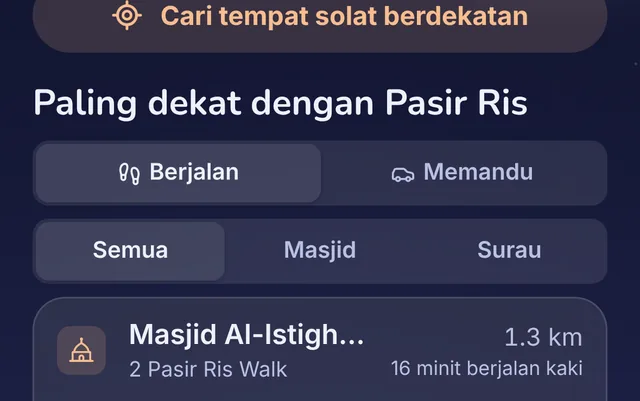 Cari tempat solat berdekatan
Paling dekat dengan Pasir Ris
Berjalan
Memandu
Semua
Masjid
Surau
Masjid Al-Istigh...
1.3 km
2 Pasir Ris Walk
16 minit berjalan kaki